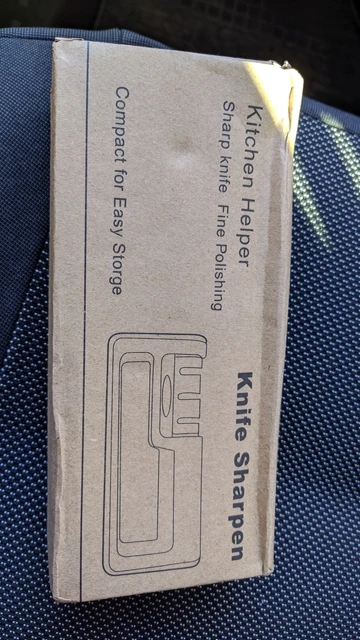 Kitchen Helper
Sharp knife Fine Polishing
Knife Sharpen
Compact for Easy Storge